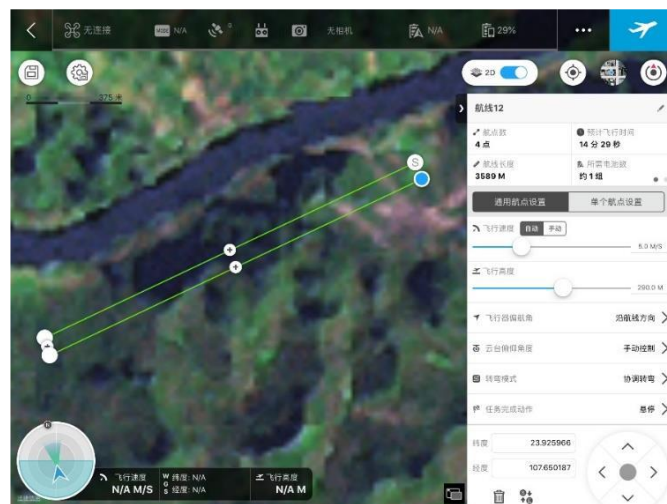 无连接 MODE N/A 0 无相机 N/A 29%
2D
0 375 米
航线12
航点数 预计飞行时间
4 点 14 分 29 秒
航线长度 所需电池数
3589 M 约 1 组
通用航点设置 单个航点设置
S
飞行速度 自动 手动
5.0 M/S
飞行高度
290.0 M
飞行器偏航角 沿航线方向
云台俯仰角度 手动控制
转弯模式 协调转弯
任务完成动作 悬停
纬度 23.925966
经度 107.650187
飞行速度 WGS 纬度: N/A 飞行高度
N/A M/S 经度: N/A N/A M